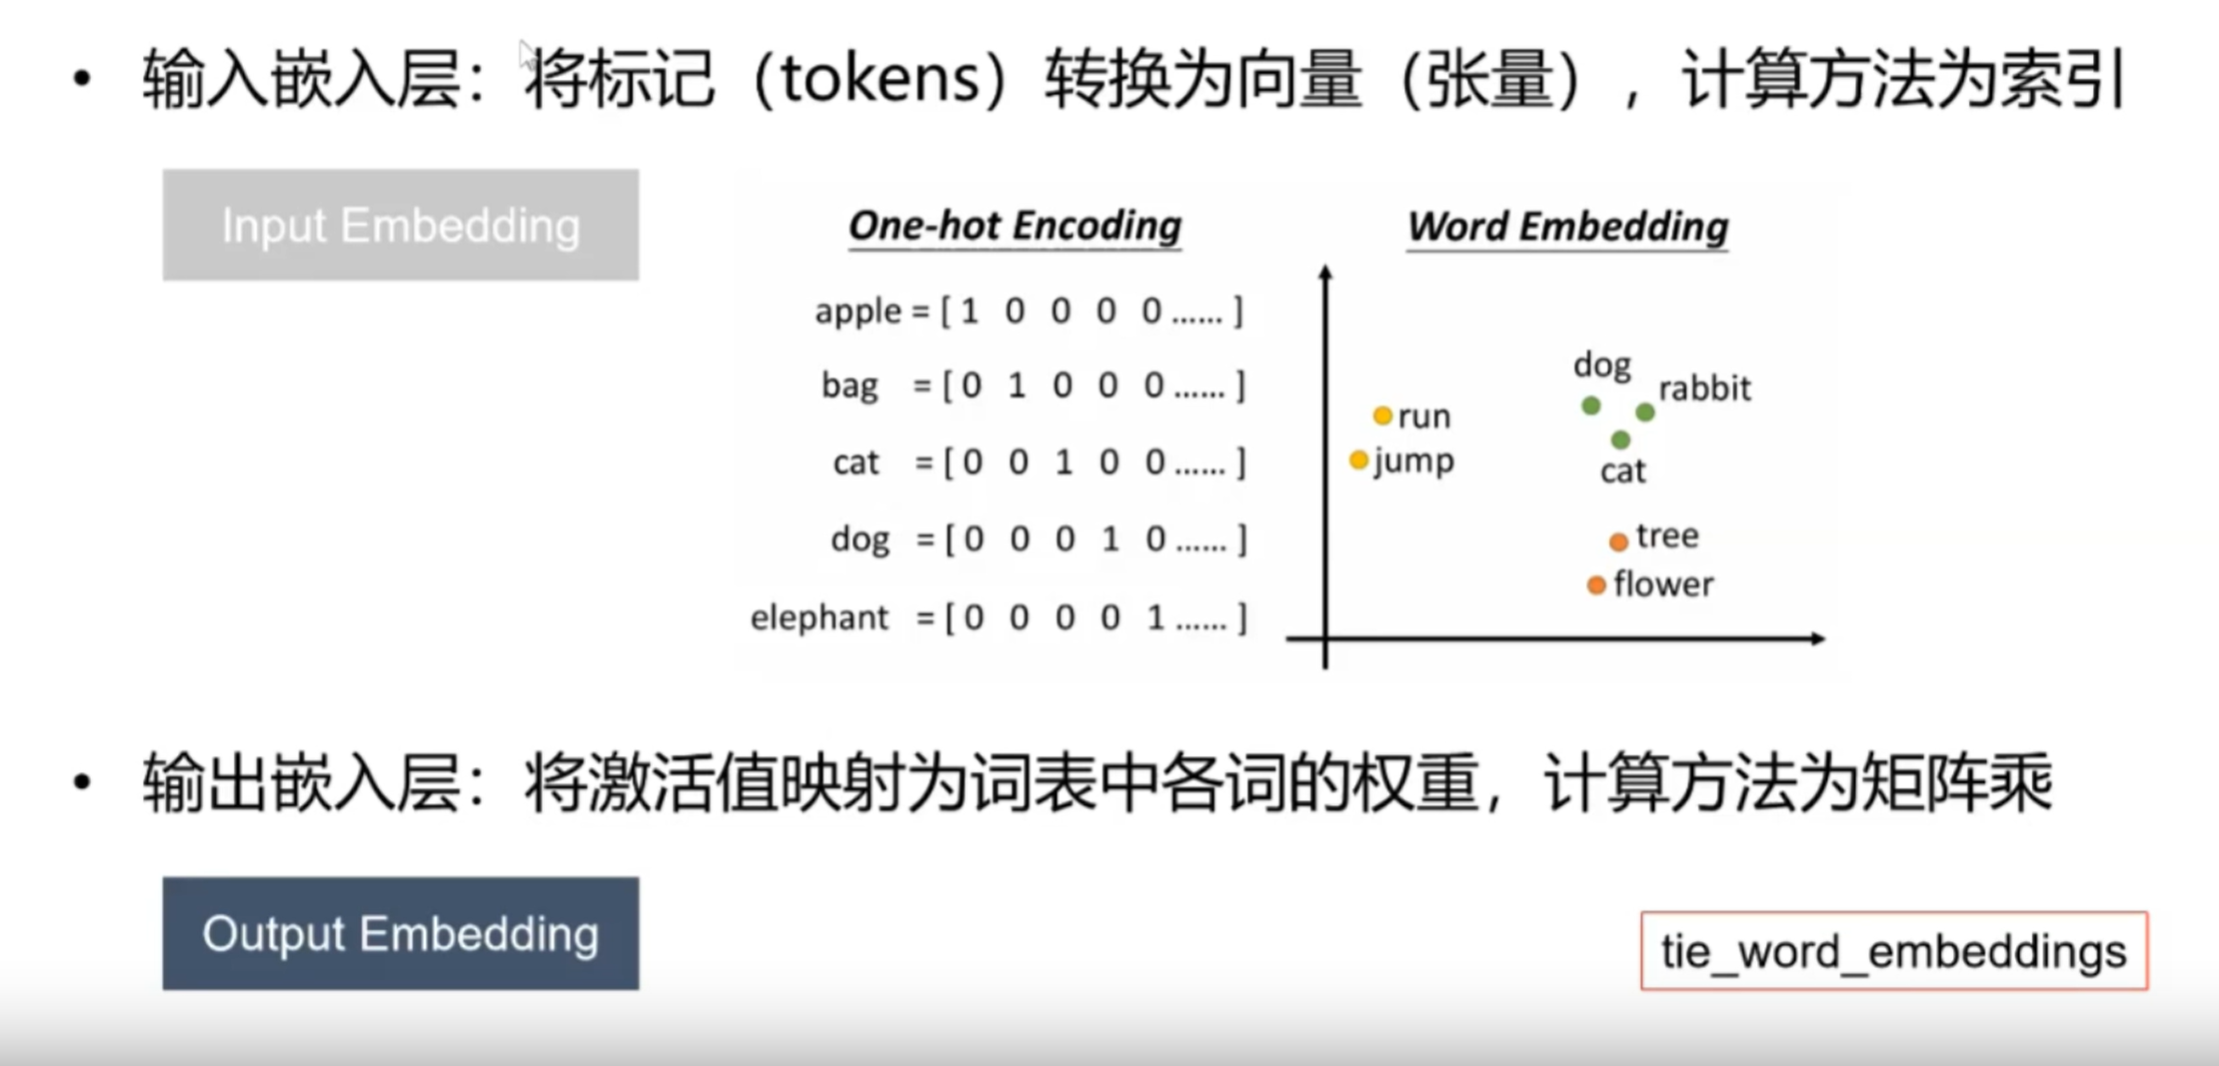 • 输入嵌入层：将标记（tokens）转换为向量（张量），计算方法为索引
Input Embedding
One-hot Encoding
apple = [ 1 0 0 0 0 ...... ]
bag = [ 0 1 0 0 0 ...... ]
cat = [ 0 0 1 0 0 ...... ]
dog = [ 0 0 0 1 0 ...... ]
elephant = [ 0 0 0 0 1 ...... ]
Word Embedding
dog
rabbit
run
jump
cat
tree
flower
• 输出嵌入层：将激活值映射为词表中各词的权重，计算方法为矩阵乘
Output Embedding
tie_word_embeddings